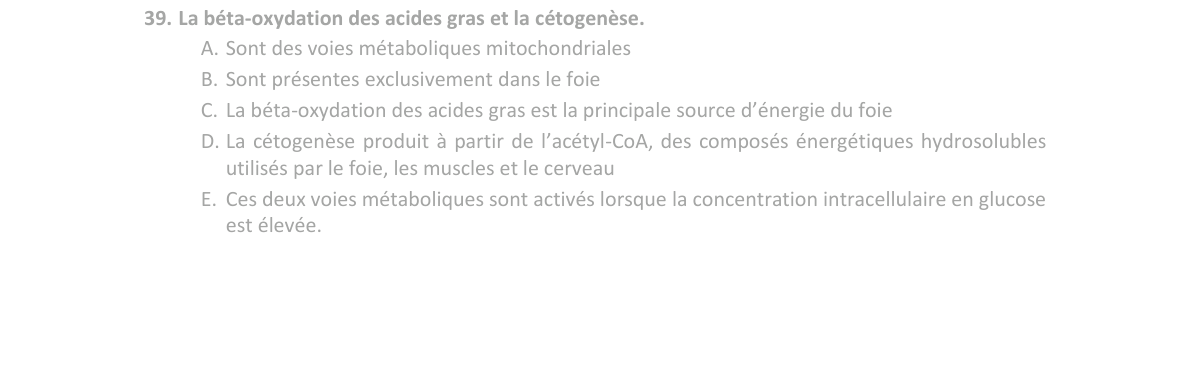 39. La béta-oxydation des acides gras et la cétogenèse.
A. Sont des voies métaboliques mitochondriales
B. Sont présentes exclusivement dans le foie
C. La béta-oxydation des acides gras est la principale source d’énergie du foie
D. La cétogenèse produit à partir de l’acétyl-CoA, des composés énergétiques hydrosolubles
utilisés par le foie, les muscles et le cerveau
E. Ces deux voies métaboliques sont activés lorsque la concentration intracellulaire en glucose
est élevée.